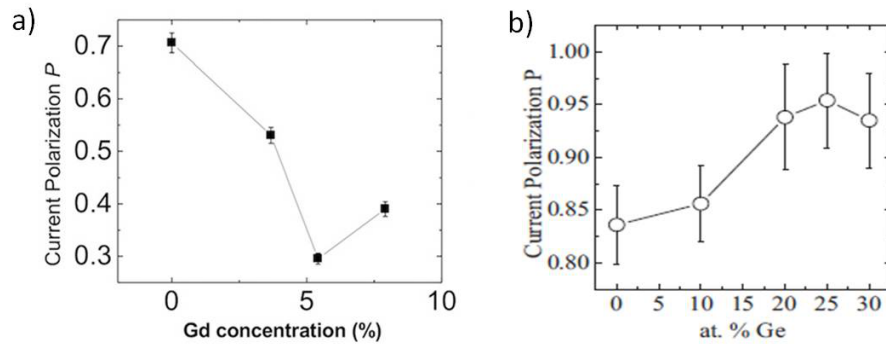 a)
Current Polarization P
0.7
0.6
0.5
0.4
0.3
0
5
10
Gd concentration (%)
b)
Current Polarization P
1.00
0.95
0.90
0.85
0.80
0 5 10 15 20 25 30
at. % Ge